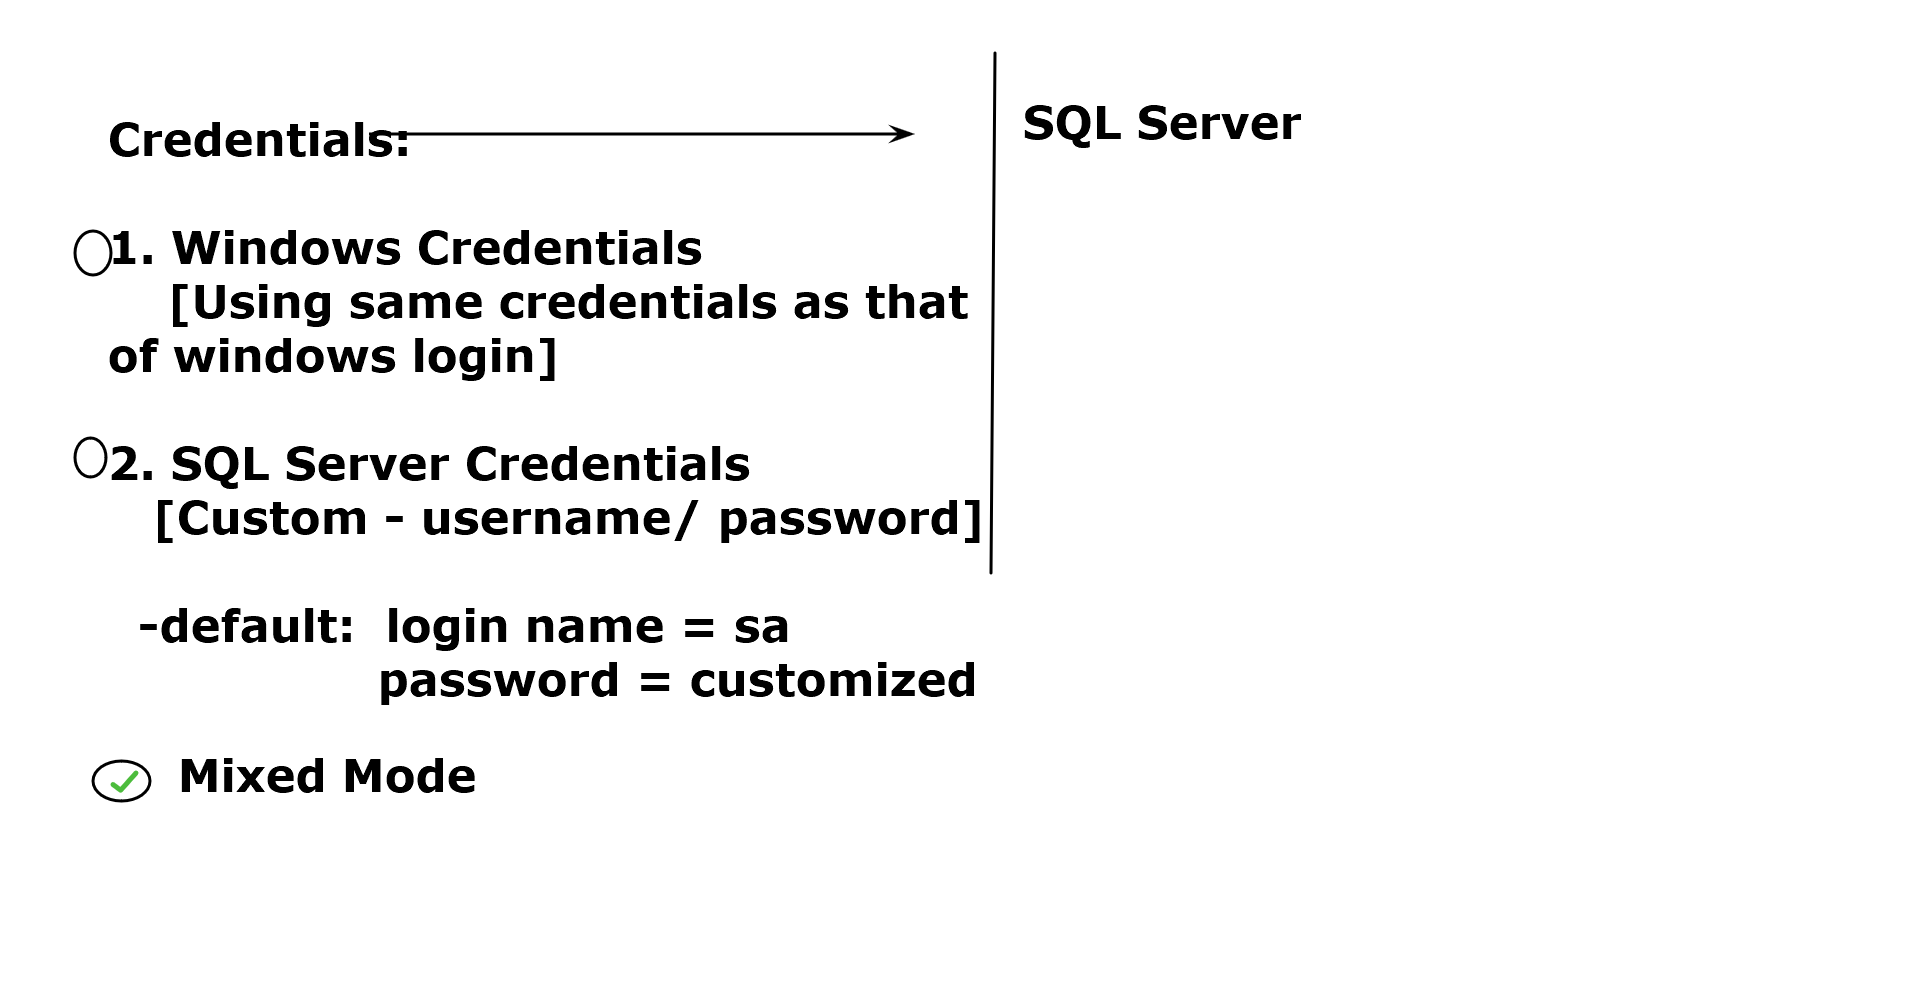 Credentials:
SQL Server
1. Windows Credentials
[Using same credentials as that
of windows login]
2. SQL Server Credentials
[Custom - username/ password]
-default:  login name = sa
password = customized
Mixed Mode